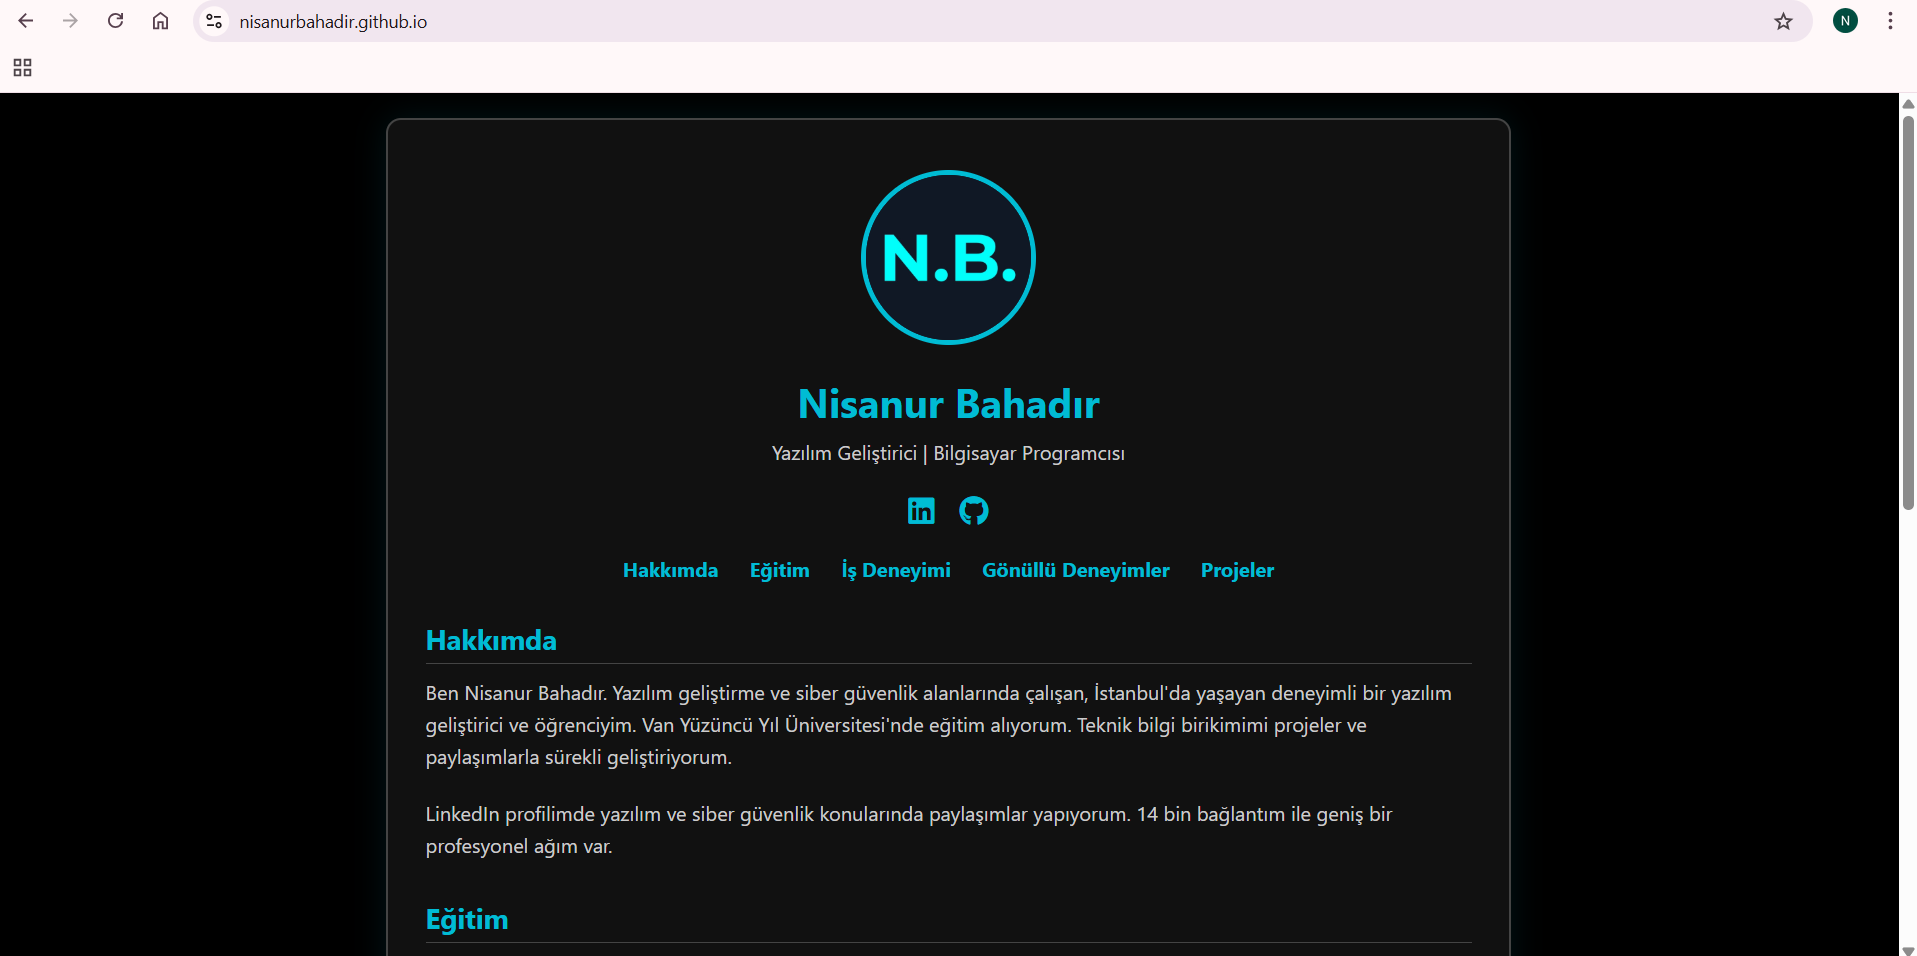 nisanurbahadir.github.io
N
N.B.
Nisanur Bahadır
Yazılım Geliştirici | Bilgisayar Programcısı
in
Hakkımda Eğitim İş Deneyimi Gönüllü Deneyimler Projeler
Hakkımda
Ben Nisanur Bahadır. Yazılım geliştirme ve siber güvenlik alanlarında çalışan, İstanbul'da yaşayan deneyimli bir yazılım
geliştirici ve öğrenciyim. Van Yüzüncü Yıl Üniversitesi'nde eğitim alıyorum. Teknik bilgi birikimimi projeler ve
paylaşımlarla sürekli geliştiriyorum.
LinkedIn profilimde yazılım ve siber güvenlik konularında paylaşımlar yapıyorum. 14 bin bağlantım ile geniş bir
profesyonel ağım var.
Eğitim